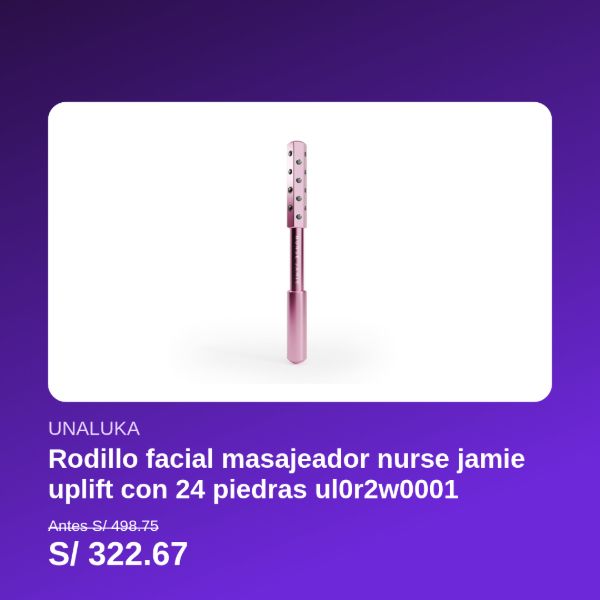 UNALUKA
Rodillo facial masajeador nurse jamie
uplift con 24 piedras ul0r2w0001
Antes S/ 498.75
S/ 322.67